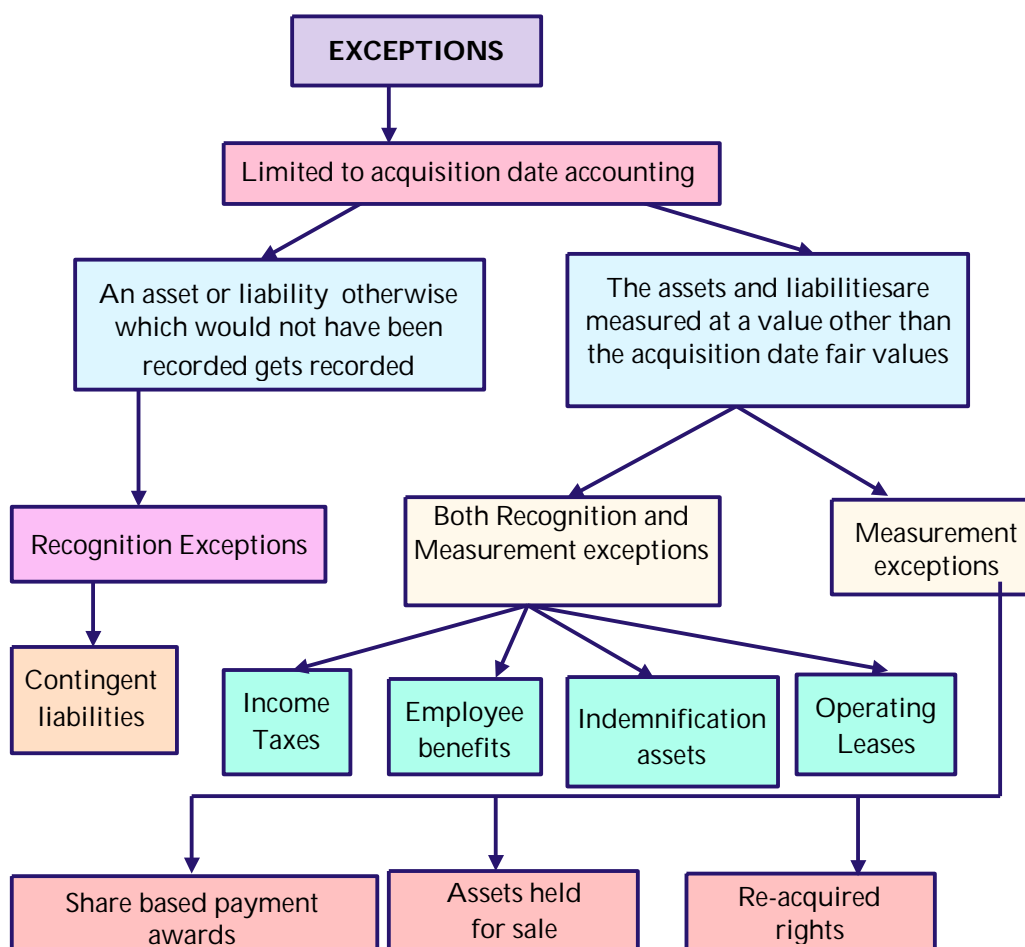 EXCEPTIONS
Limited to acquisition date accounting
An asset or liability otherwise
which would not have been
recorded gets recorded
The assets and liabilitiesare
measured at a value other than
the acquisition date fair values
Recognition Exceptions
Both Recognition and
Measurement exceptions
Measurement
exceptions
Contingent
liabilities
Income
Taxes
Employee
benefits
Indemnification
assets
Operating
Leases
Share based payment
awards
Assets held
for sale
Re-acquired
rights